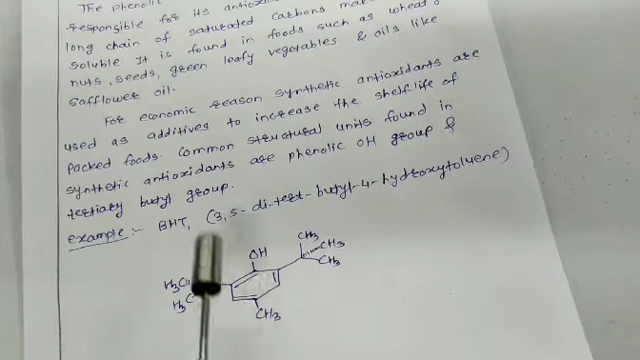 The phenolic
responsible for its antioxid
long chain of saturated carbons mak
soluble It is found in foods such as wheat g
nuts, seeds, green leafy vegetables & oils like
safflower oil.
For economic reason synthetic antioxidants are
used as additives to increase the shelf life of
packed foods. Common structural units found in
synthetic antioxidants are phenolic OH group &
tertiary butyl group.
example :- BHT, (3,5-di-tert-butyl-4-hydroxytoluene)
CH3
OH
CH3
CH3
H3C
H3C
CH3